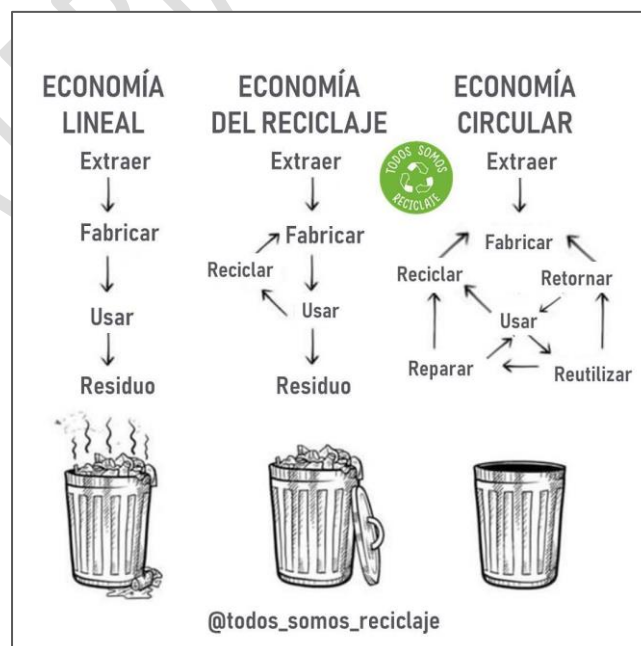 ECONOMÍA
LINEAL
Extraer
Fabricar
Usar
Residuo
ECONOMÍA
DEL RECICLAJE
Extraer
Fabricar
Reciclar
Usar
Residuo
TODOS SOMOS
RECICLAJE
ECONOMÍA
CIRCULAR
Extraer
Fabricar
Reciclar
Retornar
Usar
Reparar
Reutilizar
@todos_somos_reciclaje